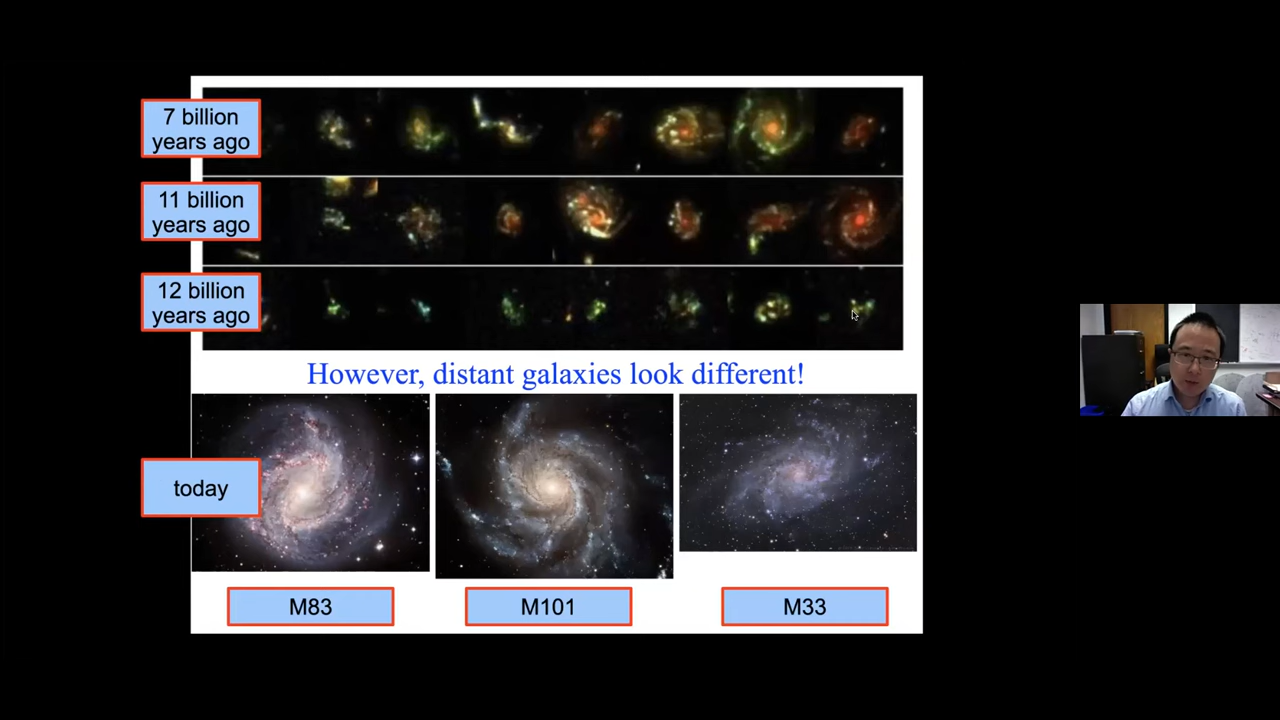 7 billion
years ago
11 billion
years ago
12 billion
years ago
However, distant galaxies look different!
today
M83
M101
M33